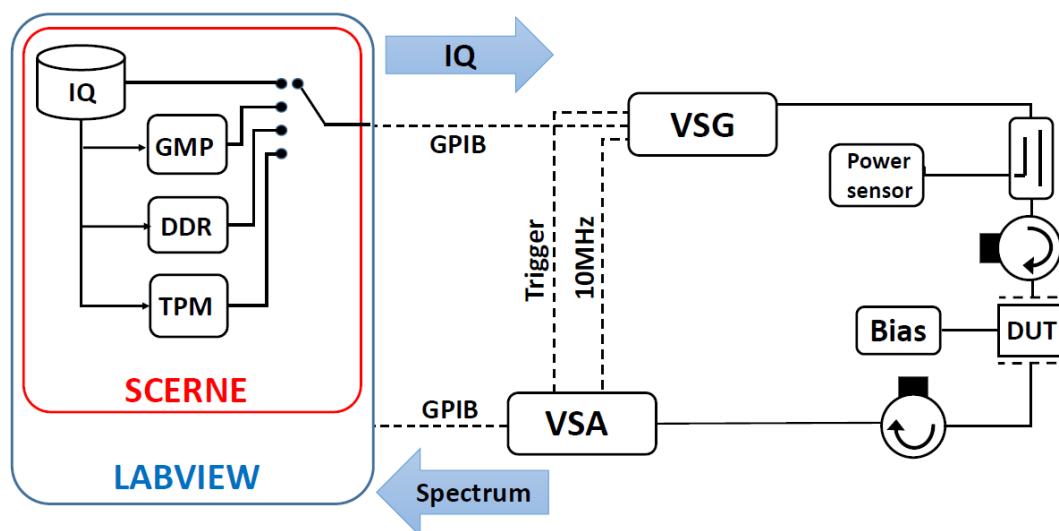 IQ
IQ
GMP
GPIB
VSG
Power
sensor
DDR
Trigger
10MHz
TPM
Bias
DUT
SCERNE
GPIB
VSA
LABVIEW
Spectrum